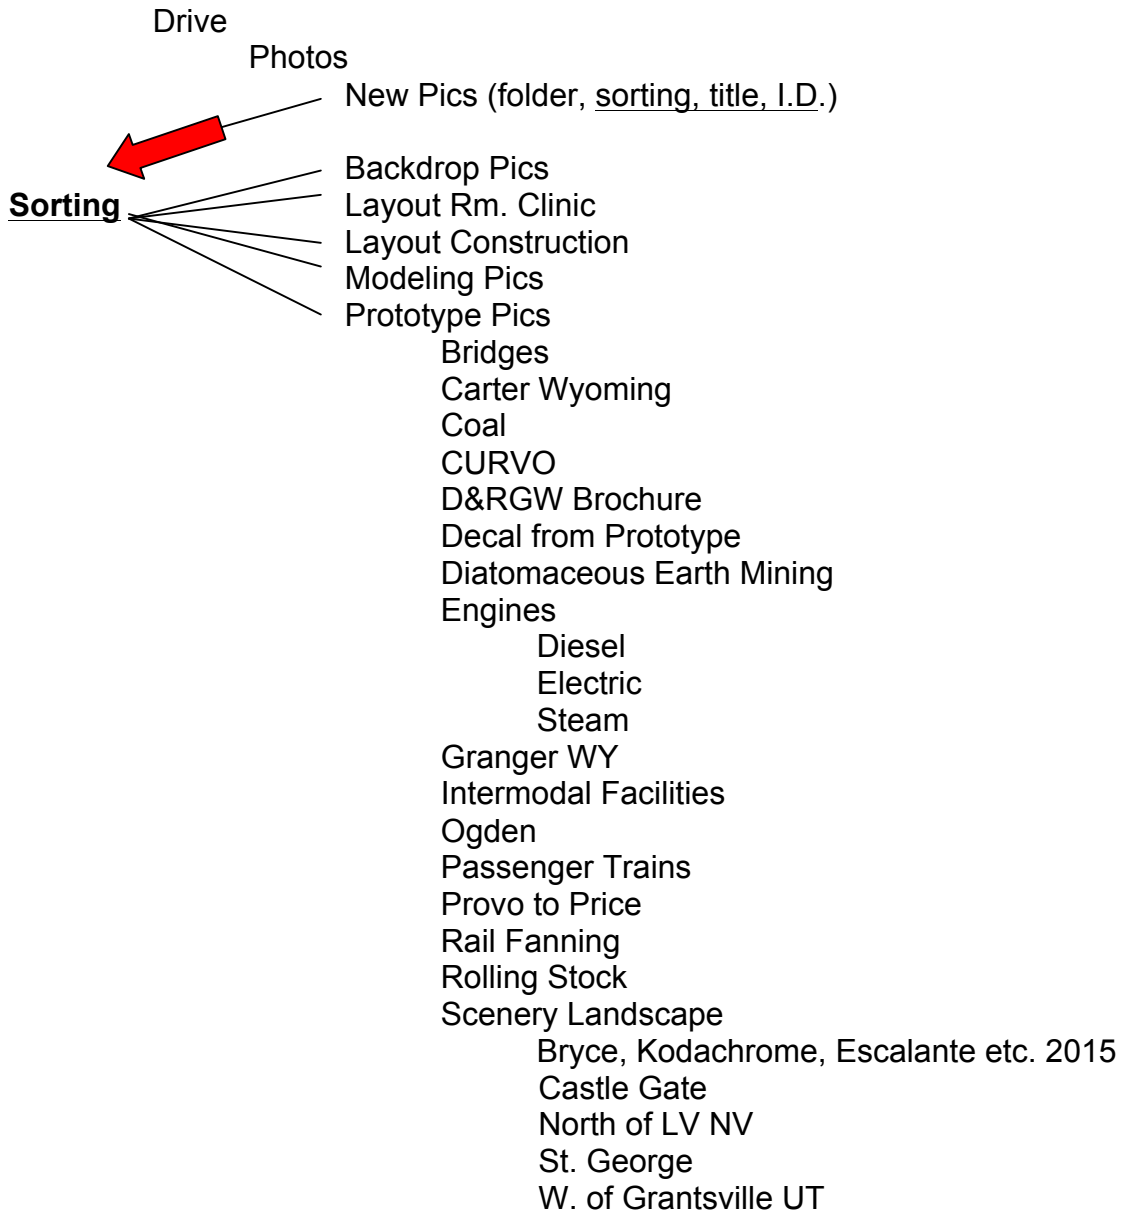 Drive
Photos
New Pics (folder, sorting, title, I.D.)
Backdrop Pics
Sorting
Layout Rm. Clinic
Layout Construction
Modeling Pics
Prototype Pics
Bridges
Carter Wyoming
Coal
CURVO
D&RGW Brochure
Decal from Prototype
Diatomaceous Earth Mining
Engines
Diesel
Electric
Steam
Granger WY
Intermodal Facilities
Ogden
Passenger Trains
Provo to Price
Rail Fanning
Rolling Stock
Scenery Landscape
Bryce, Kodachrome, Escalante etc. 2015
Castle Gate
North of LV NV
St. George
W. of Grantsville UT